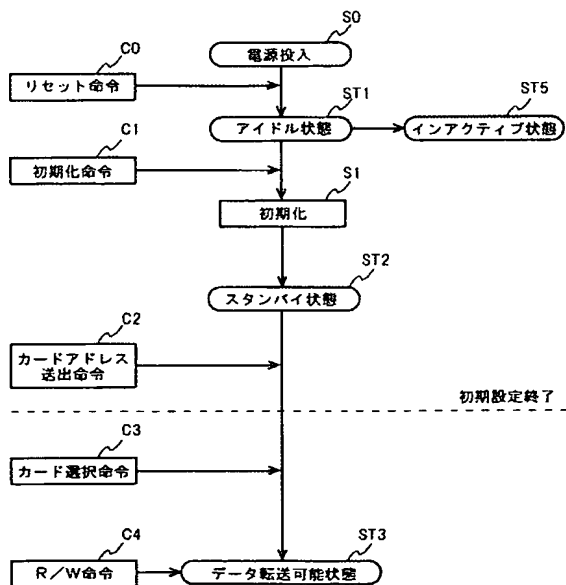 S0
電源投入
C0
リセット命令
ST1
アイドル状態
ST5
インアクティブ状態
C1
初期化命令
S1
初期化
ST2
スタンバイ状態
C2
カードアドレス
送出命令
初期設定終了
C3
カード選択命令
C4
R/W命令
ST3
データ転送可能状態